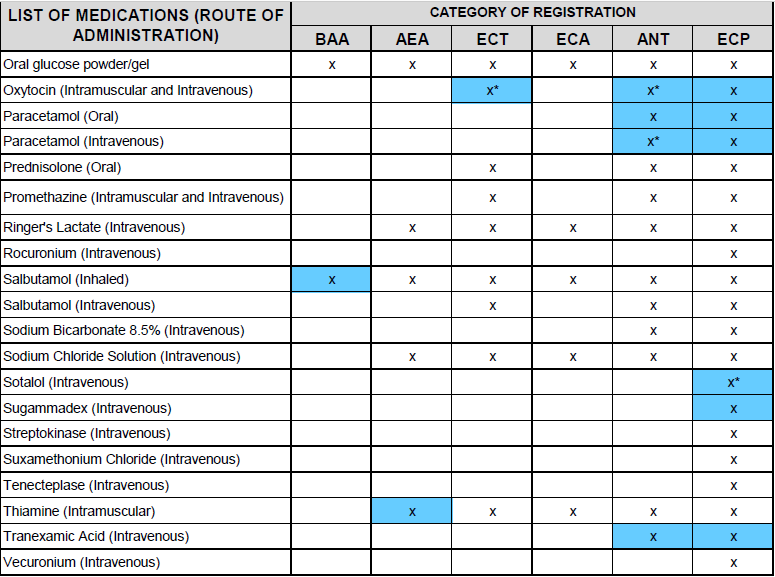 LIST OF MEDICATIONS (ROUTE OF ADMINISTRATION) CATEGORY OF REGISTRATION
BAA AEA ECT ECA ANT ECP
Oral glucose powder/gel x x x x x x
Oxytocin (Intramuscular and Intravenous) x* x* x
Paracetamol (Oral) x x
Paracetamol (Intravenous) x* x
Prednisolone (Oral) x x x
Promethazine (Intramuscular and Intravenous) x x x
Ringer's Lactate (Intravenous) x x x x x
Rocuronium (Intravenous) x
Salbutamol (Inhaled) x x x x x x
Salbutamol (Intravenous) x x x
Sodium Bicarbonate 8.5% (Intravenous) x x
Sodium Chloride Solution (Intravenous) x x x x x
Sotalol (Intravenous) x*
Sugammadex (Intravenous) x
Streptokinase (Intravenous) x
Suxamethonium Chloride (Intravenous) x
Tenecteplase (Intravenous) x
Thiamine (Intramuscular) x x x x x
Tranexamic Acid (Intravenous) x x
Vecuronium (Intravenous) x